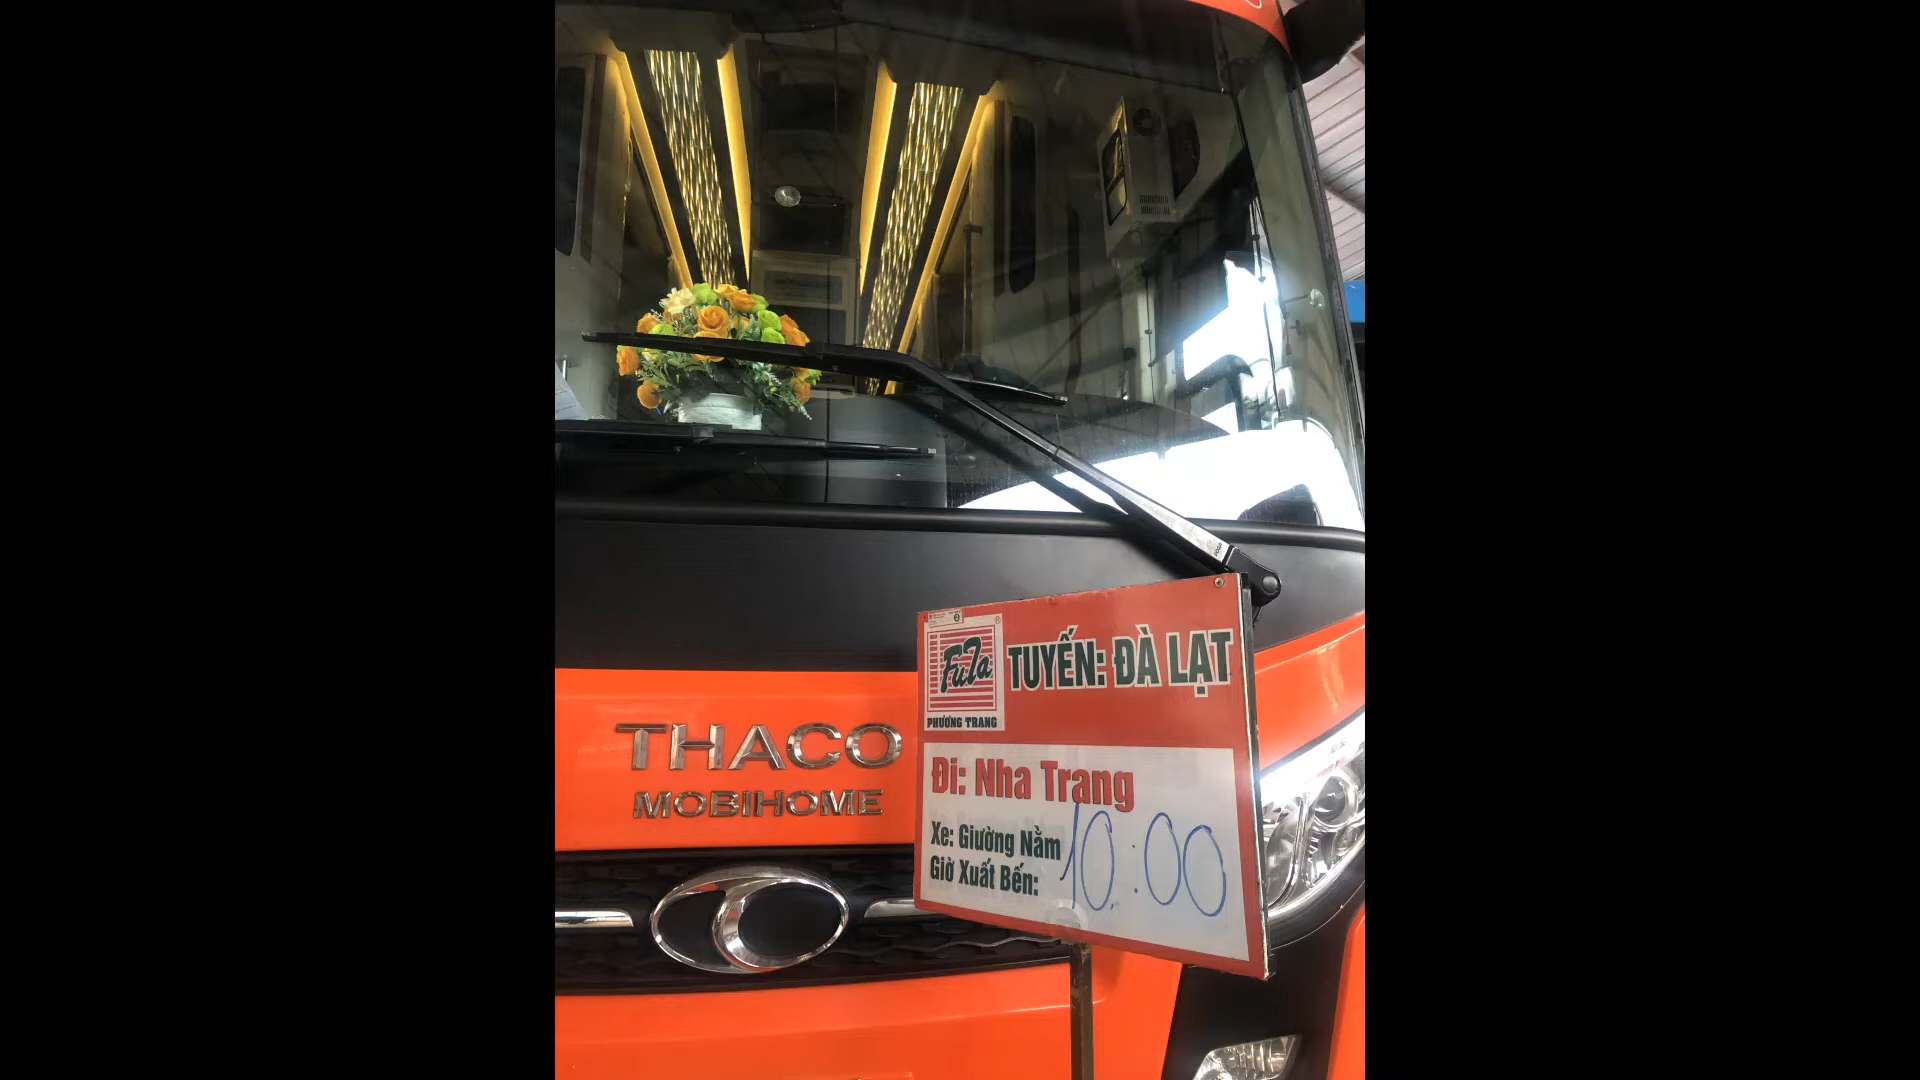 FuTa
®
PHƯƠNG TRANG
TUYẾN: ĐÀ LẠT
Đi: Nha Trang
Xe: Giường Nằm
Giờ Xuất Bến: 10:00
THACO
MOBIHOME